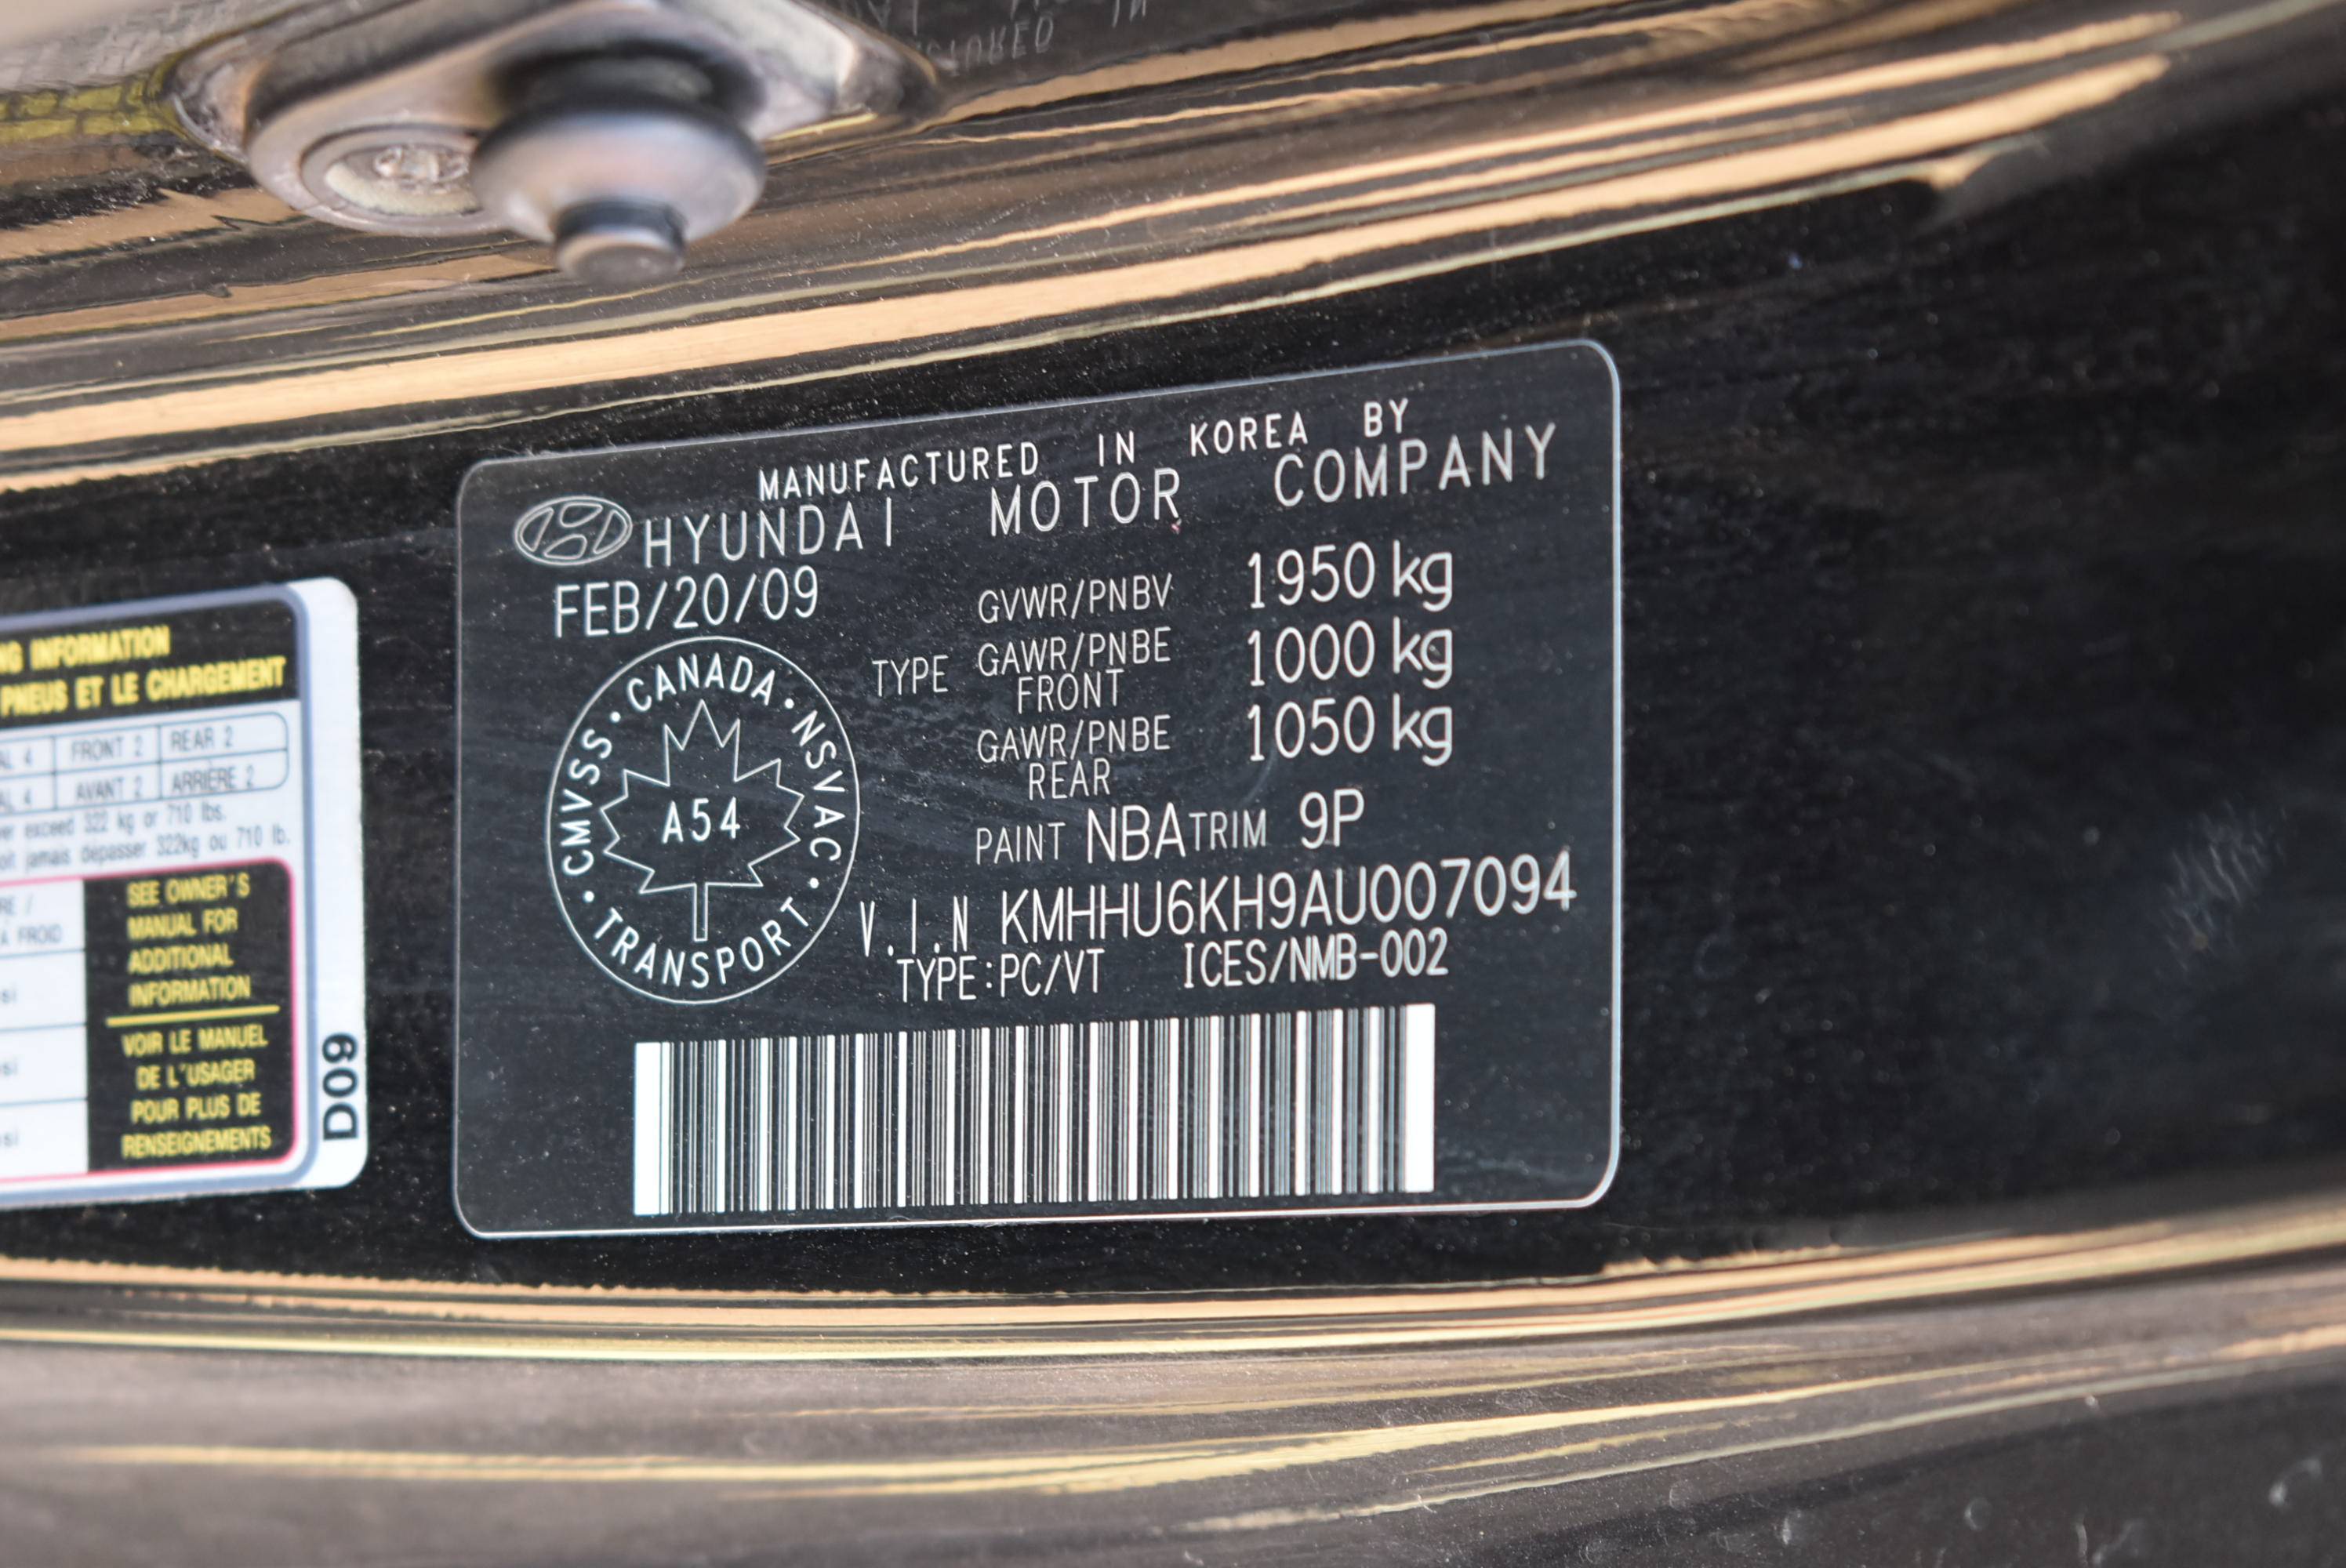 MANUFACTURED IN KOREA BY
HYUNDAI MOTOR COMPANY
FEB/20/09
GVWR/PNBV 1950 kg
TYPE GAWR/PNBE FRONT 1000 kg
GAWR/PNBE REAR 1050 kg
PAINT NBA TRIM 9P
V.I.N KMHHU6KH9AU007094
TYPE:PC/VT ICES/NMB-002
CANADA · NSVAC · TRANSPORT · CMVSS ·
A54
INFORMATION
PNEUS ET LE CHARGEMENT
4 FRONT 2 REAR 2
4 AVANT 2 ARRIÈRE 2
exceed 322 kg or 710 lbs.
jamais dépasser 322kg ou 710 lb.
FROID
SEE OWNER'S
MANUAL FOR
ADDITIONAL
INFORMATION
VOIR LE MANUEL
DE L'USAGER
POUR PLUS DE
RENSEIGNEMENTS
D09